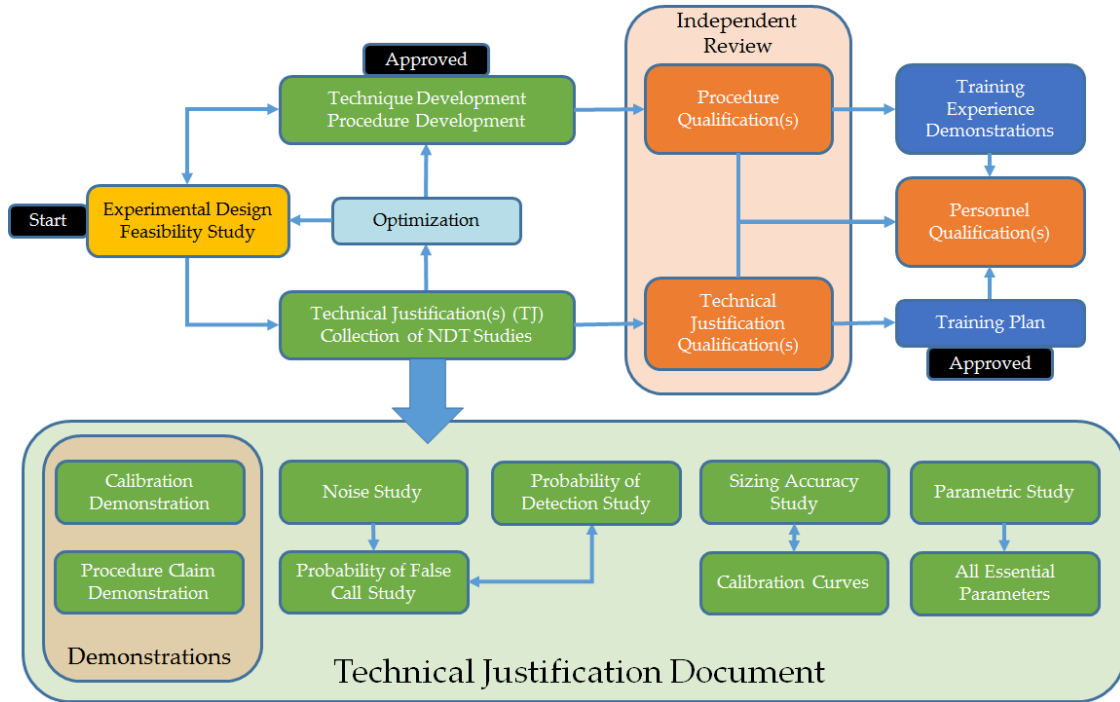 Independent
Review
Approved
Technique Development
Procedure Development
Procedure
Qualification(s)
Training
Experience
Demonstrations
Start
Experimental Design
Feasibility Study
Optimization
Personnel
Qualification(s)
Technical Justification(s) (TJ)
Collection of NDT Studies
Technical
Justification
Qualification(s)
Training Plan
Approved
Calibration
Demonstration
Noise Study
Probability of
Detection Study
Sizing Accuracy
Study
Parametric Study
Procedure Claim
Demonstration
Probability of False
Call Study
Calibration Curves
All Essential
Parameters
Demonstrations
Technical Justification Document